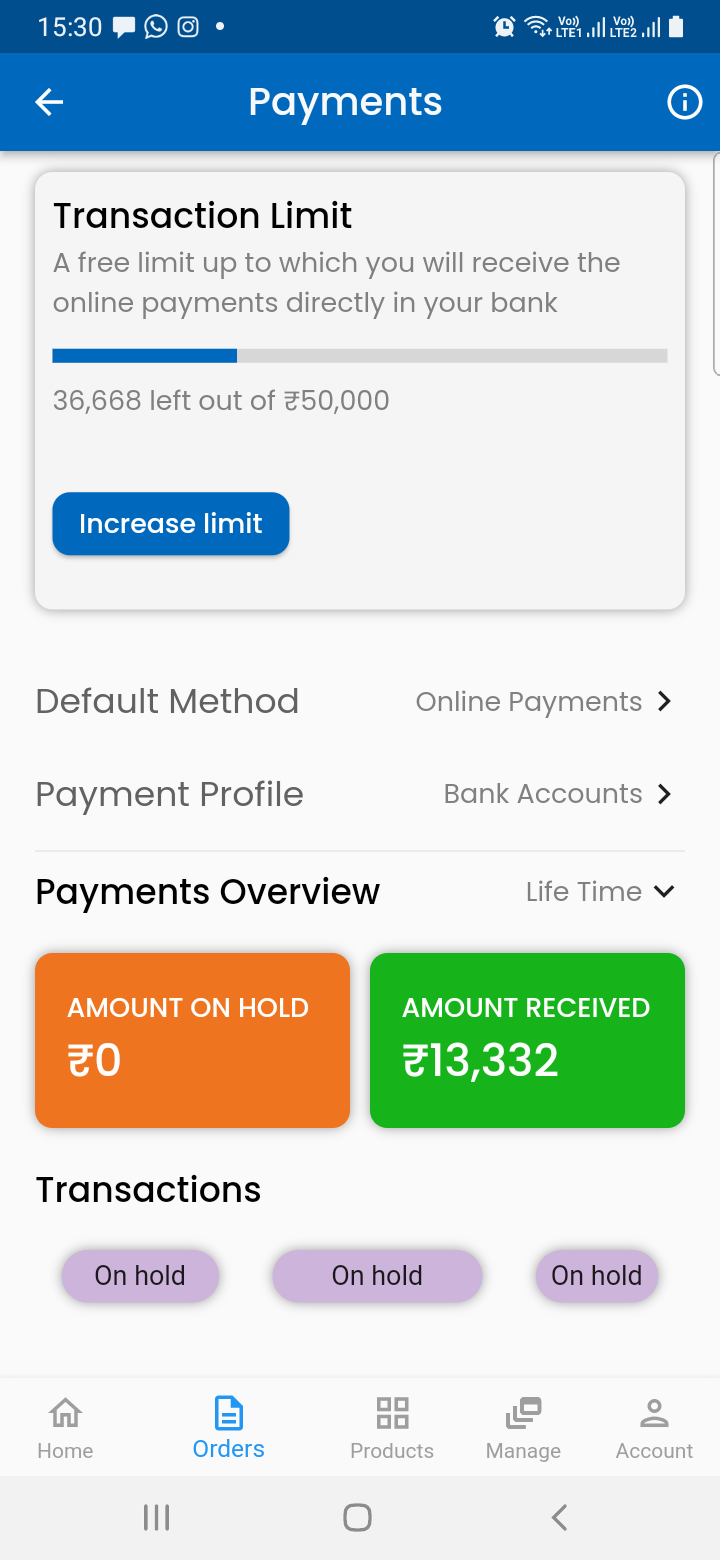 15:30
Vo)) LTE1 Vo)) LTE2
Payments
Transaction Limit
A free limit up to which you will receive the
online payments directly in your bank
36,668 left out of ₹50,000
Increase limit
Default Method Online Payments
Payment Profile Bank Accounts
Payments Overview Life Time
AMOUNT ON HOLD AMOUNT RECEIVED
₹0 ₹13,332
Transactions
On hold On hold On hold
Home Orders Products Manage Account